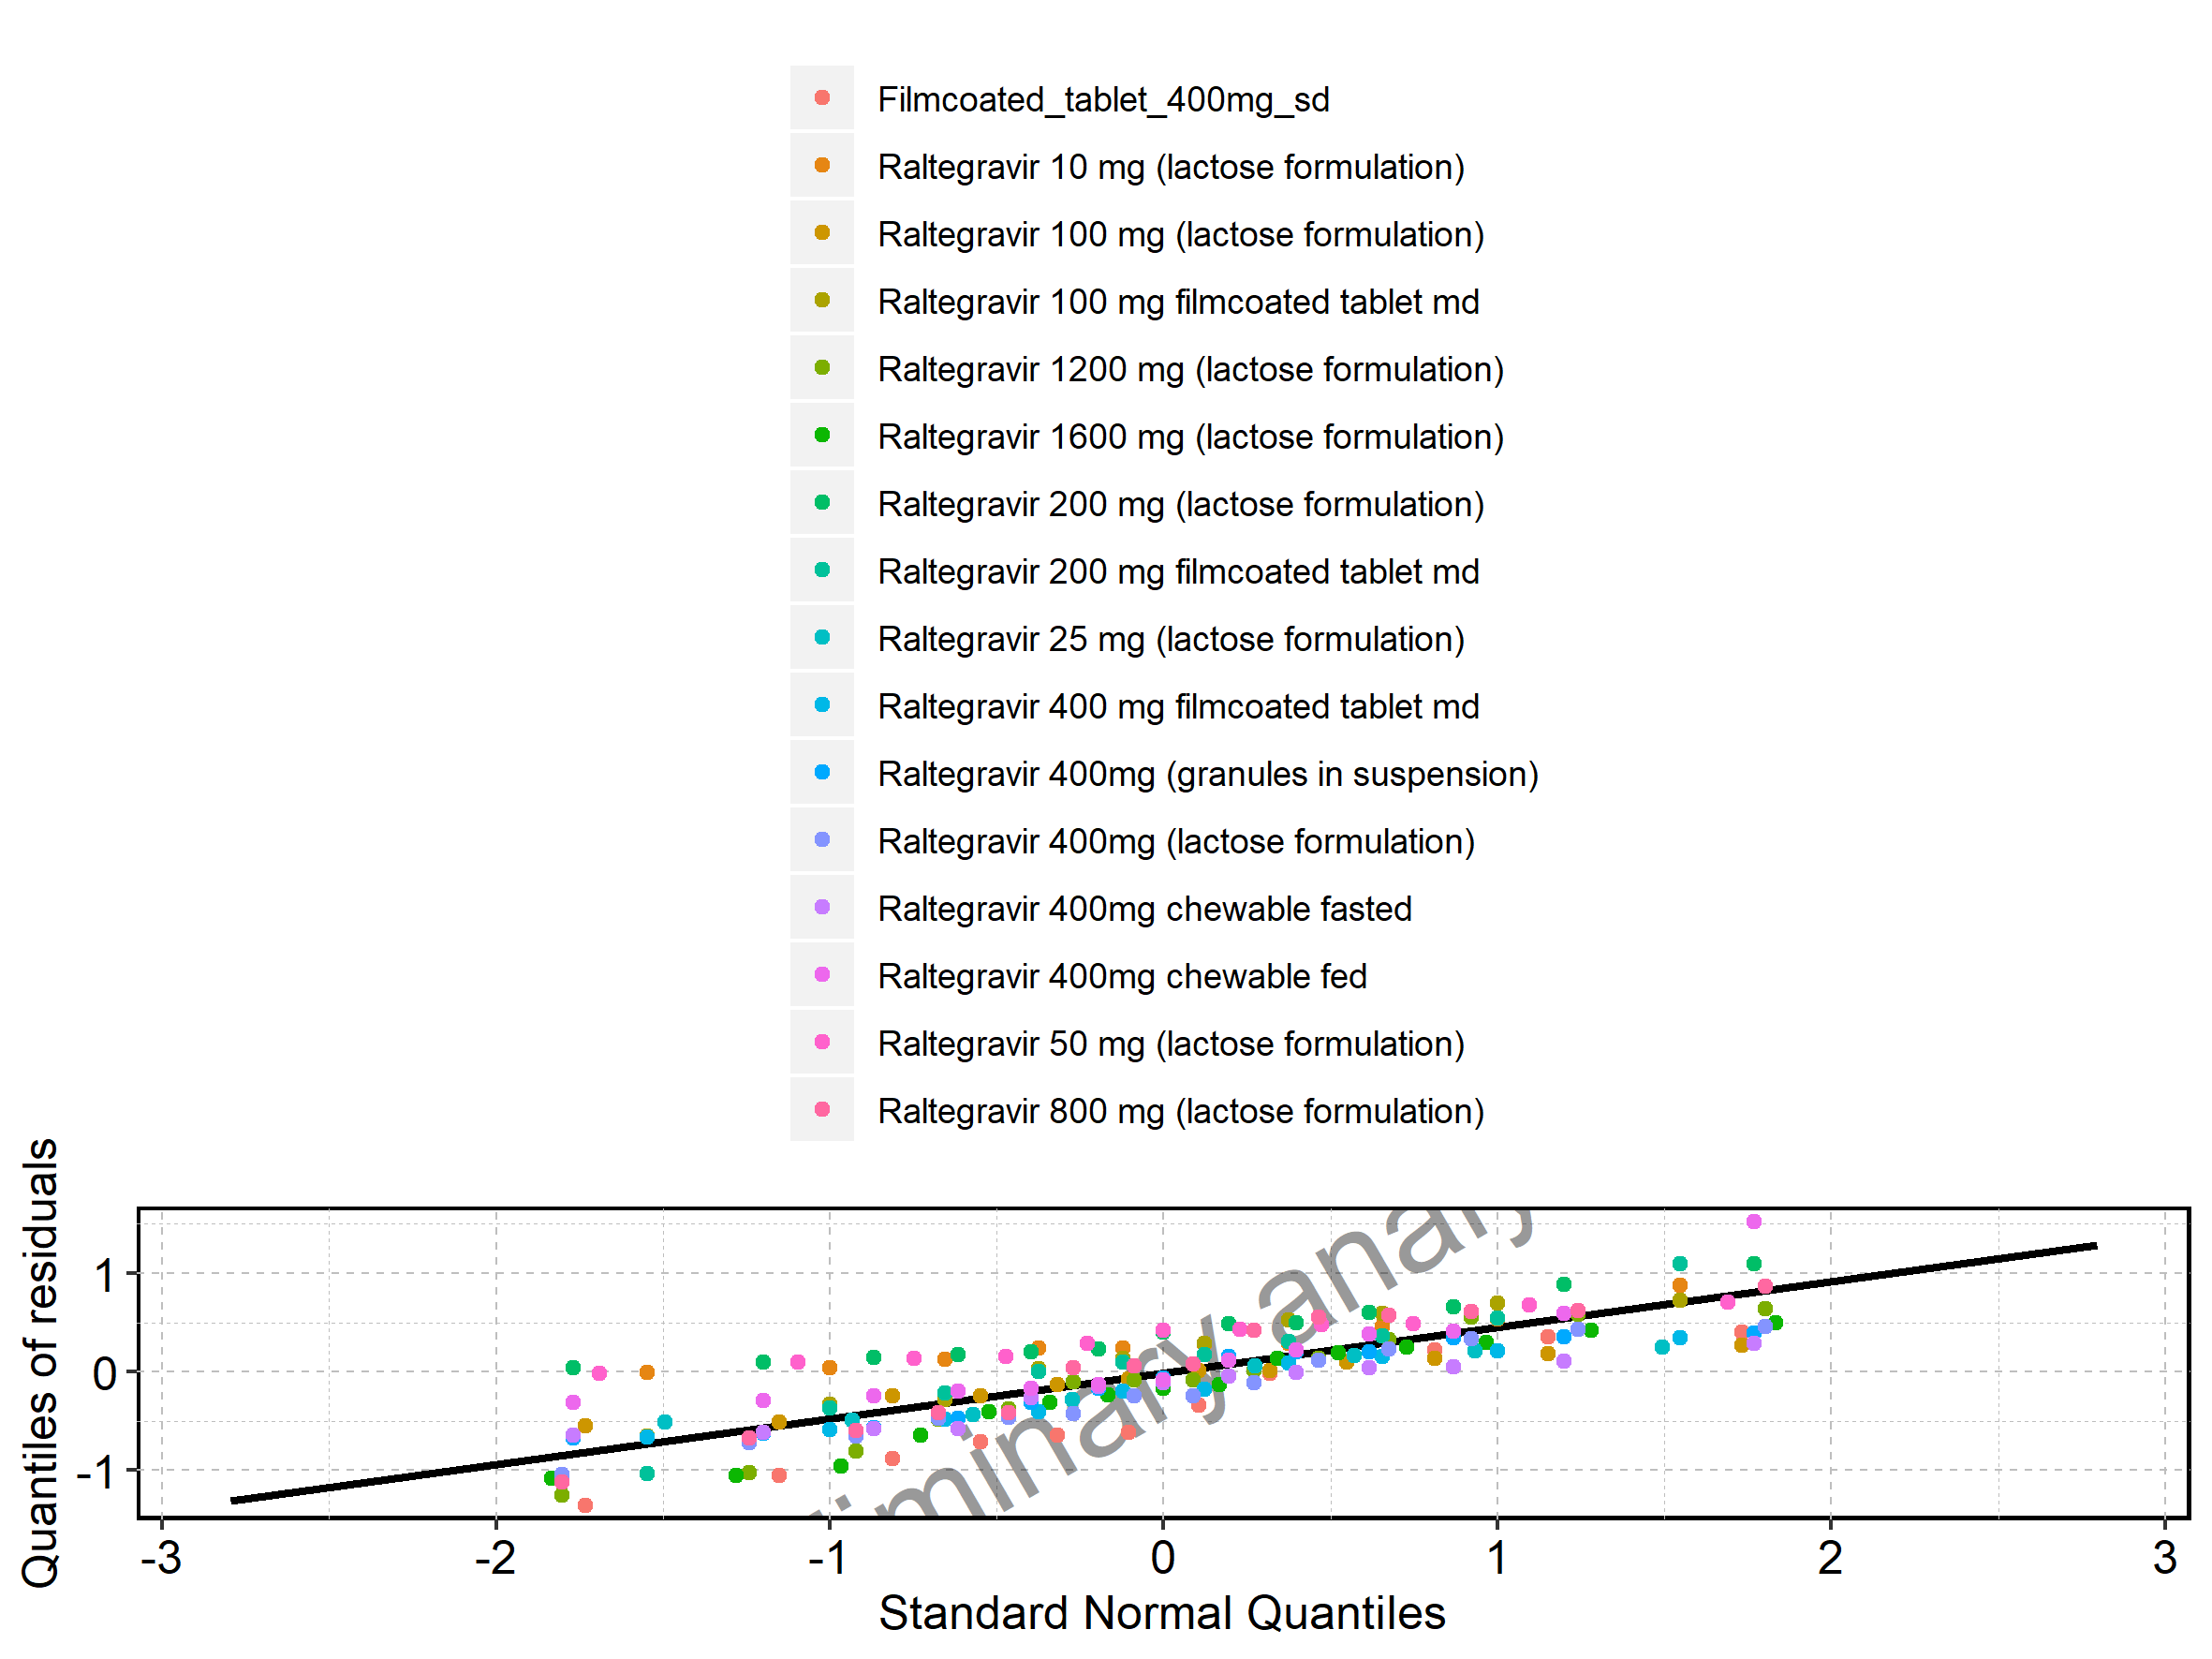 Filmcoated_tablet_400mg_sd
Raltegravir 10 mg (lactose formulation)
Raltegravir 100 mg (lactose formulation)
Raltegravir 100 mg filmcoated tablet md
Raltegravir 1200 mg (lactose formulation)
Raltegravir 1600 mg (lactose formulation)
Raltegravir 200 mg (lactose formulation)
Raltegravir 200 mg filmcoated tablet md
Raltegravir 25 mg (lactose formulation)
Raltegravir 400 mg filmcoated tablet md
Raltegravir 400mg (granules in suspension)
Raltegravir 400mg (lactose formulation)
Raltegravir 400mg chewable fasted
Raltegravir 400mg chewable fed
Raltegravir 50 mg (lactose formulation)
Raltegravir 800 mg (lactose formulation)
Quantiles of residuals
1
0
-1
-3 -2 -1 0 1 2 3
Standard Normal Quantiles